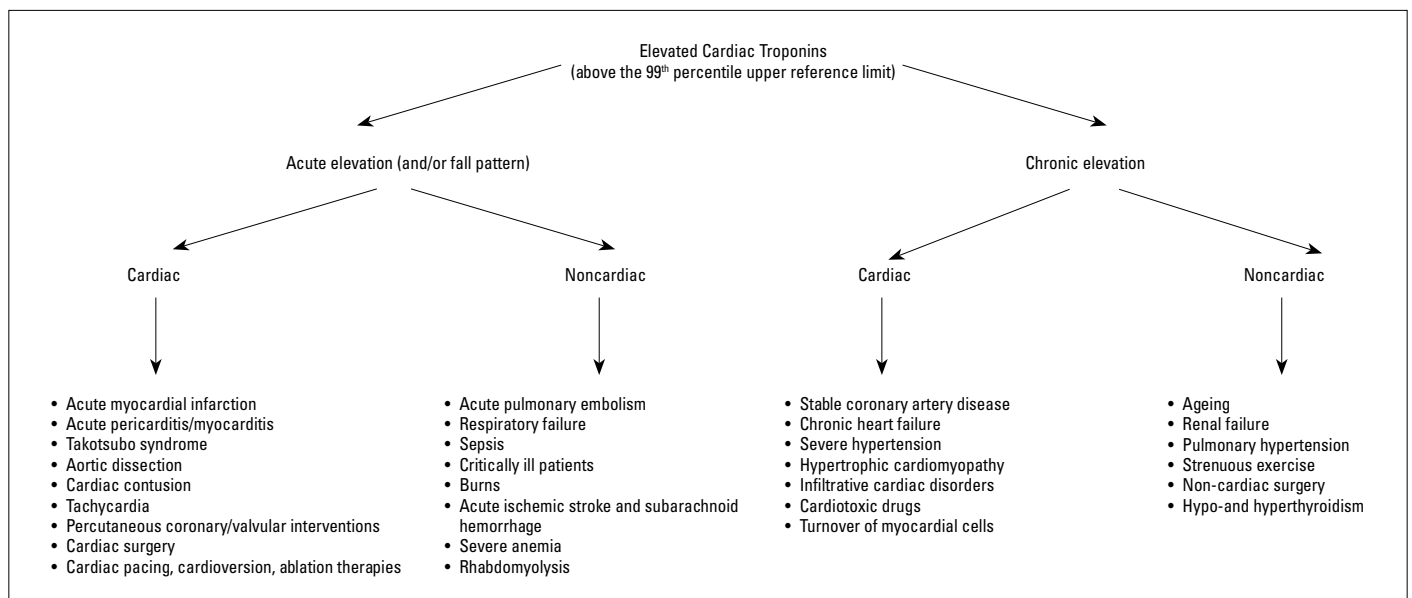 Elevated Cardiac Troponins
(above the 99th percentile upper reference limit)
Acute elevation (and/or fall pattern)
Chronic elevation
Cardiac
Noncardiac
Cardiac
Noncardiac
• Acute myocardial infarction
• Acute pericarditis/myocarditis
• Takotsubo syndrome
• Aortic dissection
• Cardiac contusion
• Tachycardia
• Percutaneous coronary/valvular interventions
• Cardiac surgery
• Cardiac pacing, cardioversion, ablation therapies
• Acute pulmonary embolism
• Respiratory failure
• Sepsis
• Critically ill patients
• Burns
• Acute ischemic stroke and subarachnoid
hemorrhage
• Severe anemia
• Rhabdomyolysis
• Stable coronary artery disease
• Chronic heart failure
• Severe hypertension
• Hypertrophic cardiomyopathy
• Infiltrative cardiac disorders
• Cardiotoxic drugs
• Turnover of myocardial cells
• Ageing
• Renal failure
• Pulmonary hypertension
• Strenuous exercise
• Non-cardiac surgery
• Hypo-and hyperthyroidism